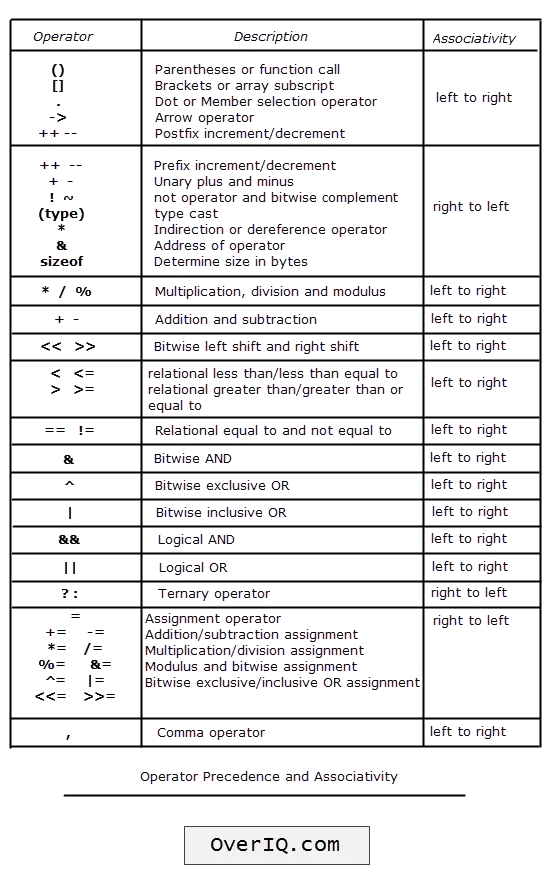 Operator Description Associativity
() Parentheses or function call
[] Brackets or array subscript
. Dot or Member selection operator left to right
-> Arrow operator
++ -- Postfix increment/decrement
++ -- Prefix increment/decrement
+ - Unary plus and minus
! ~ not operator and bitwise complement
(type) type cast right to left
* Indirection or dereference operator
& Address of operator
sizeof Determine size in bytes
* / % Multiplication, division and modulus left to right
+ - Addition and subtraction left to right
<< >> Bitwise left shift and right shift left to right
< <= relational less than/less than equal to left to right
> >= relational greater than/greater than or
equal to
== != Relational equal to and not equal to left to right
& Bitwise AND left to right
^ Bitwise exclusive OR left to right
| Bitwise inclusive OR left to right
&& Logical AND left to right
|| Logical OR left to right
? : Ternary operator right to left
= Assignment operator right to left
+= -= Addition/subtraction assignment
*= /= Multiplication/division assignment
%= &= Modulus and bitwise assignment
^= |= Bitwise exclusive/inclusive OR assignment
<<= >>=
, Comma operator left to right
Operator Precedence and Associativity
OverIQ.com